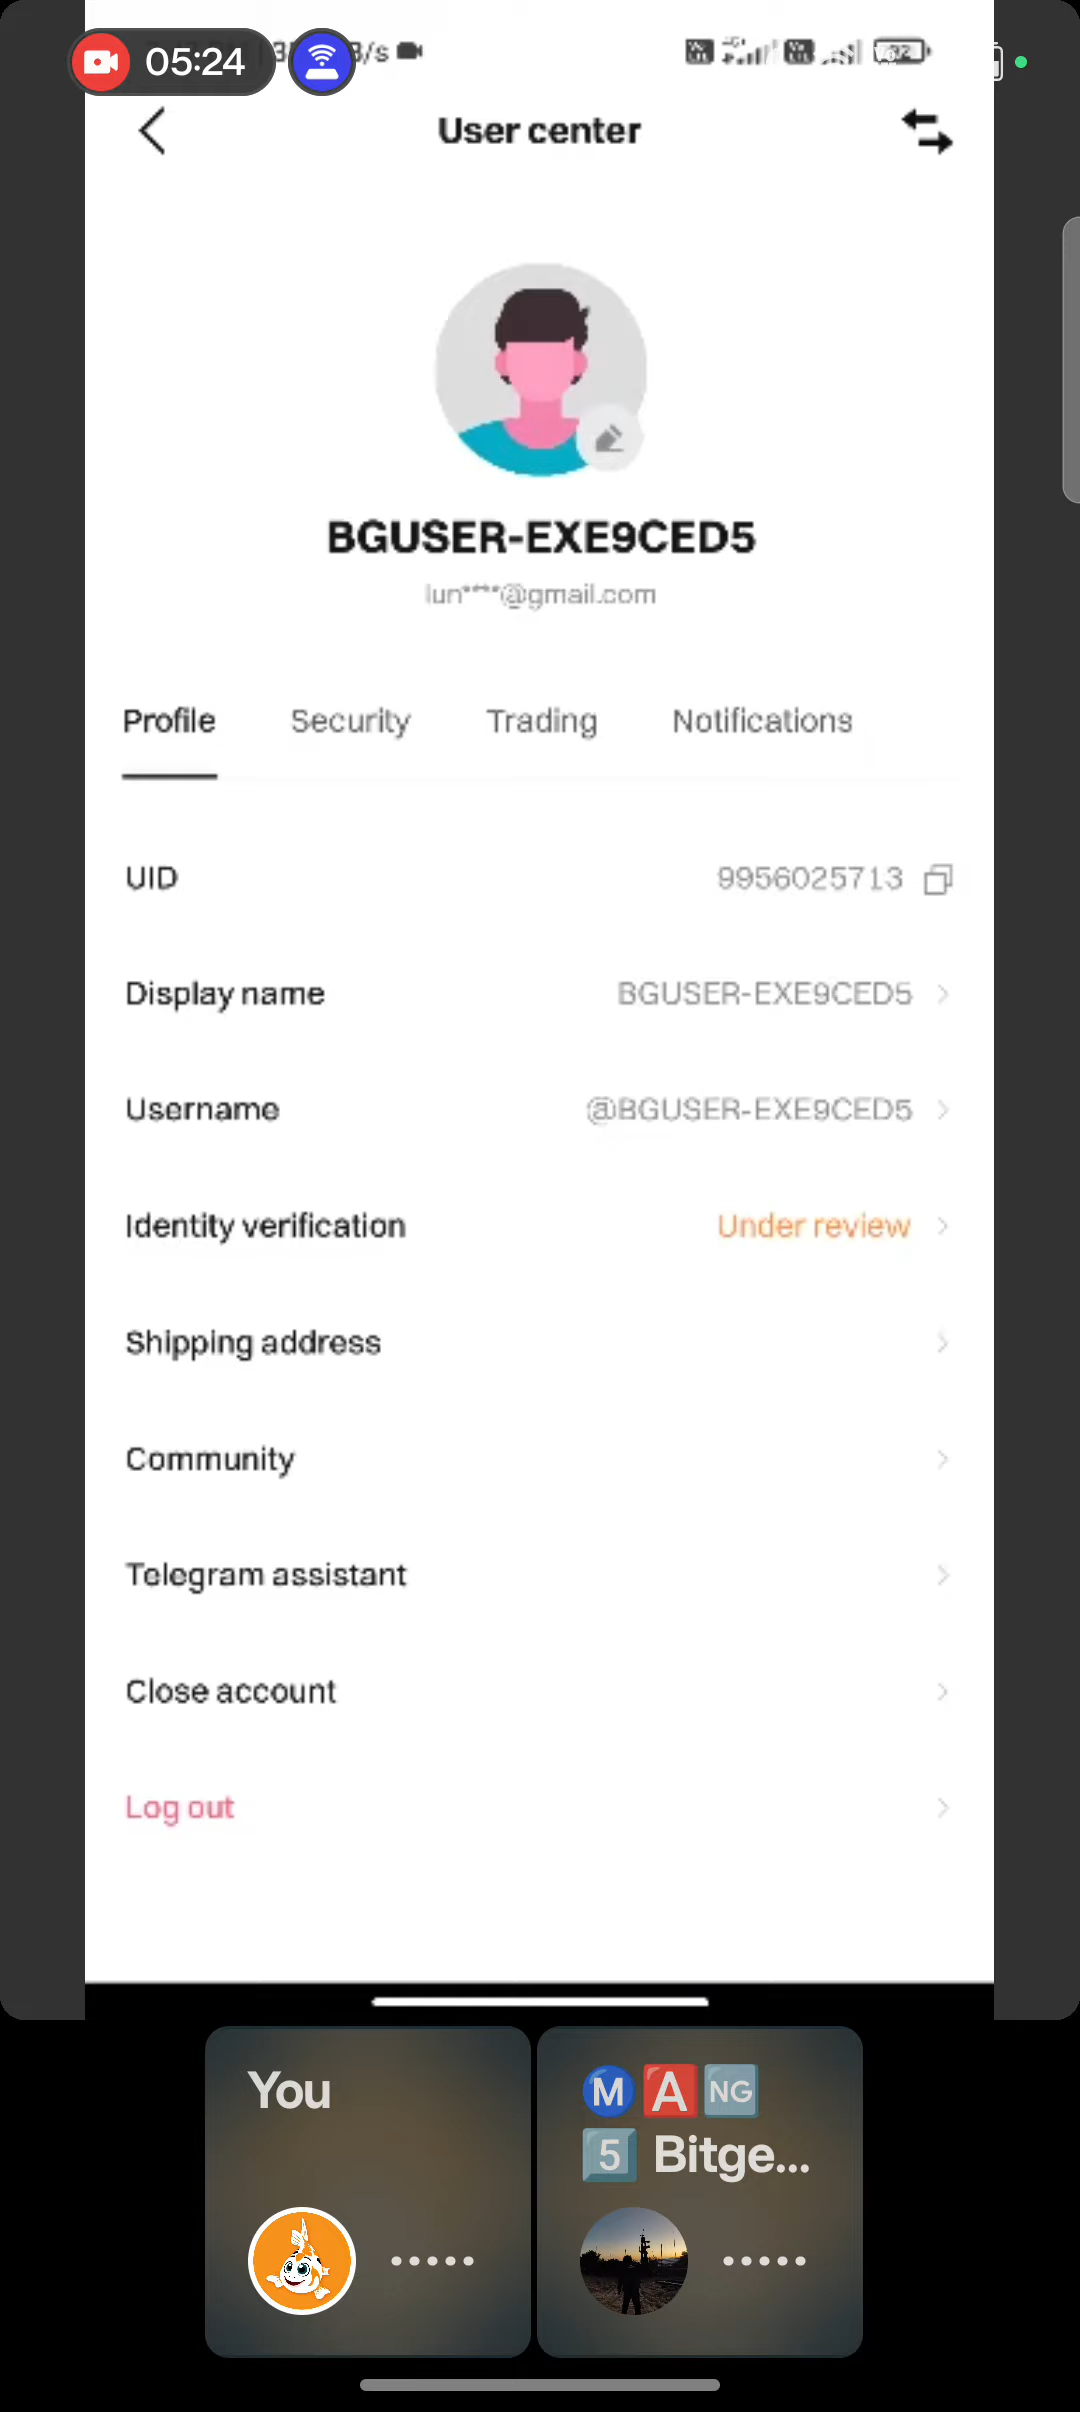 05:24
User center
BGUSER-EXE9CED5
lun****@gmail.com
Profile
Security
Trading
Notifications
UID
9956025713
Display name
BGUSER-EXE9CED5
Username
@BGUSER-EXE9CED5
Identity verification
Under review
Shipping address
Community
Telegram assistant
Close account
Log out
You
Ⓜ️🅰️🆖
5️⃣ Bitge...